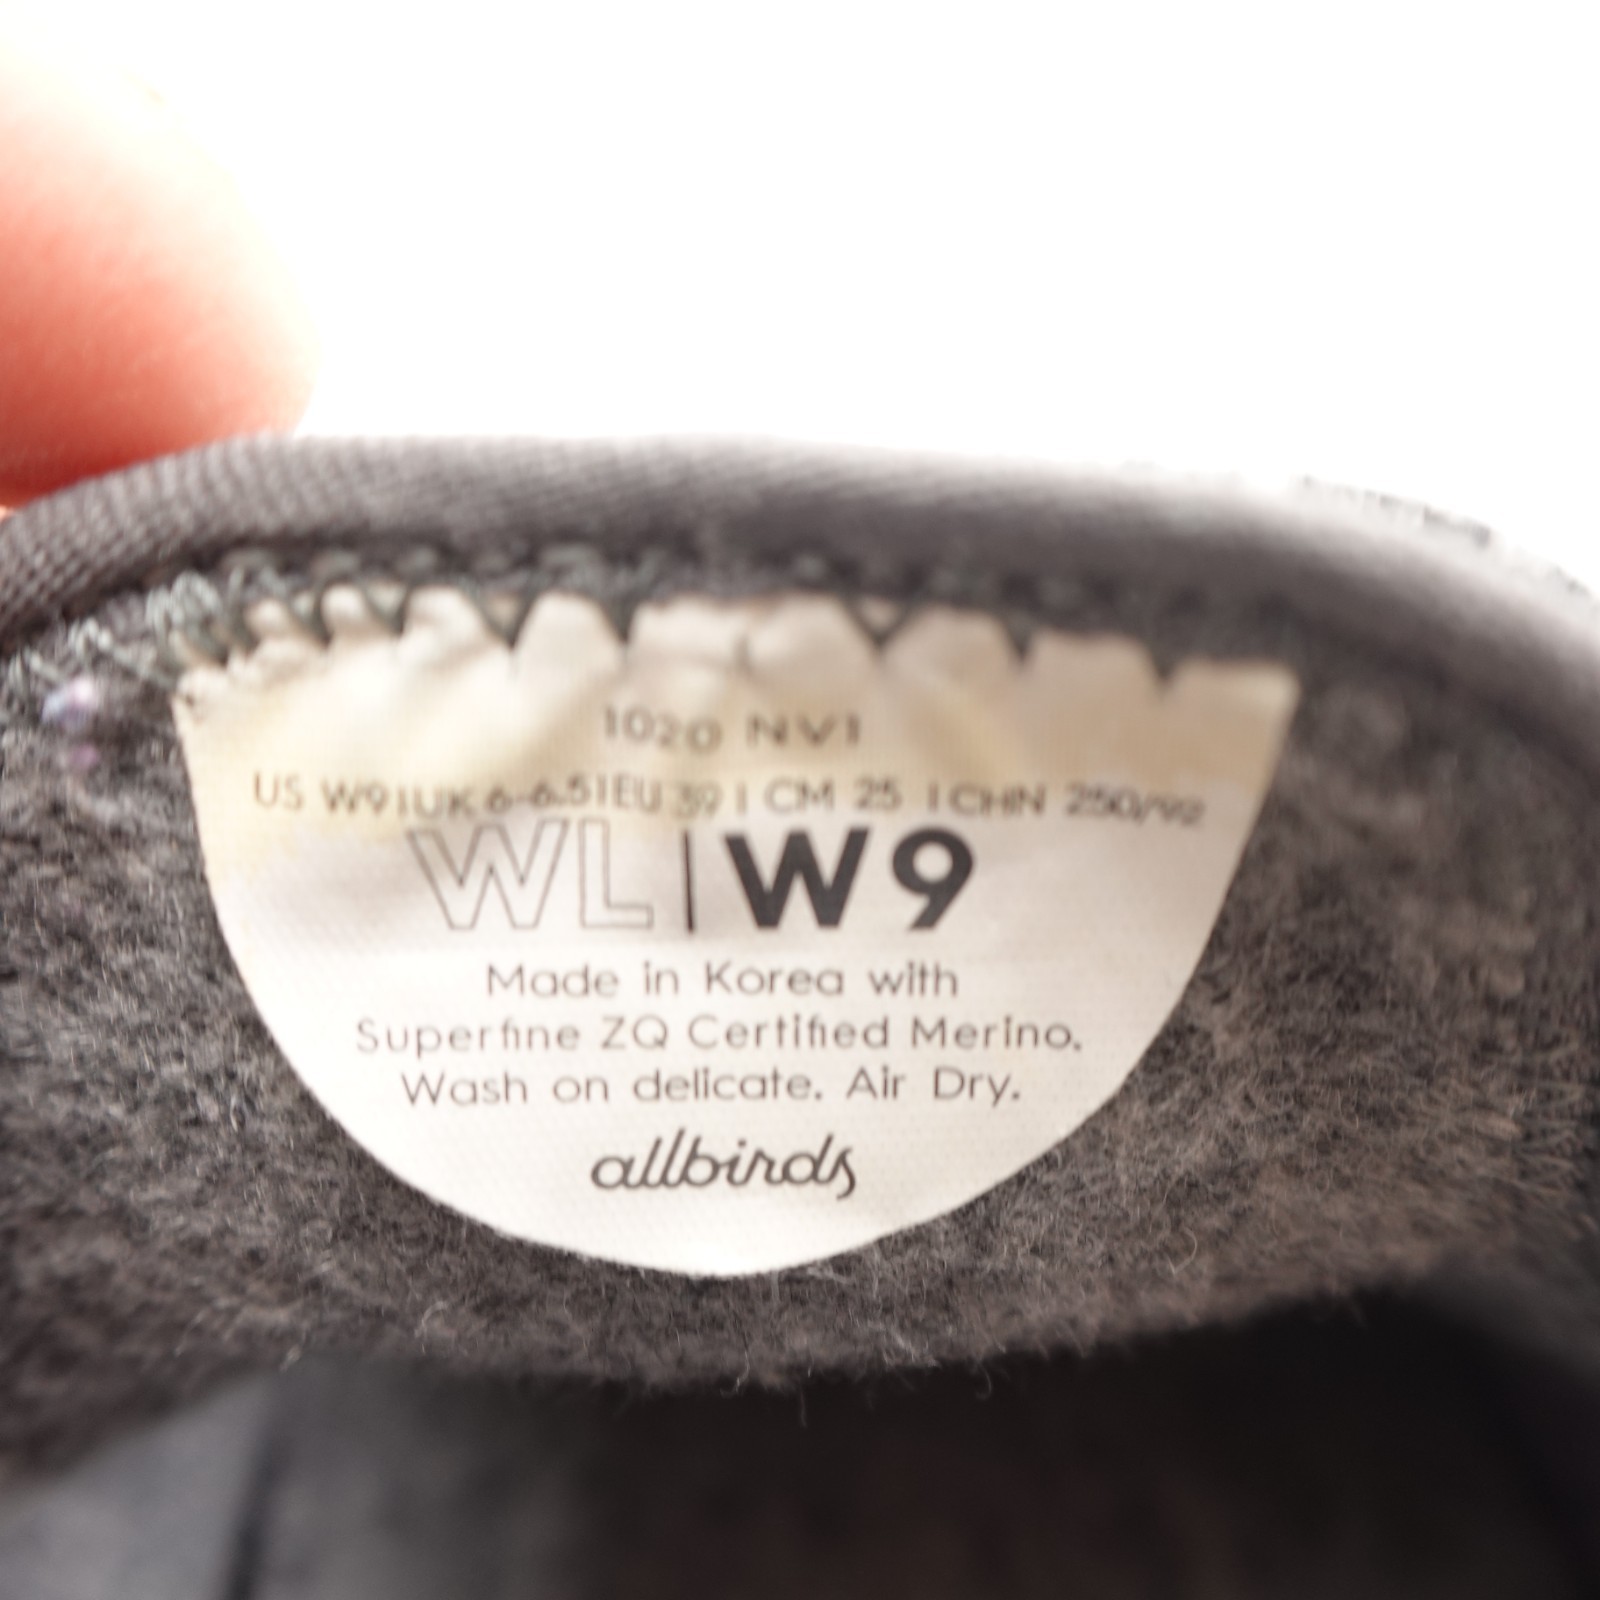 1020 NV1
US W9 | UK 6-6.5 | EU 39 | CM 25 | CHN 250/92
WL | W9
Made in Korea with
Superfine ZQ Certified Merino.
Wash on delicate. Air Dry.
allbirds